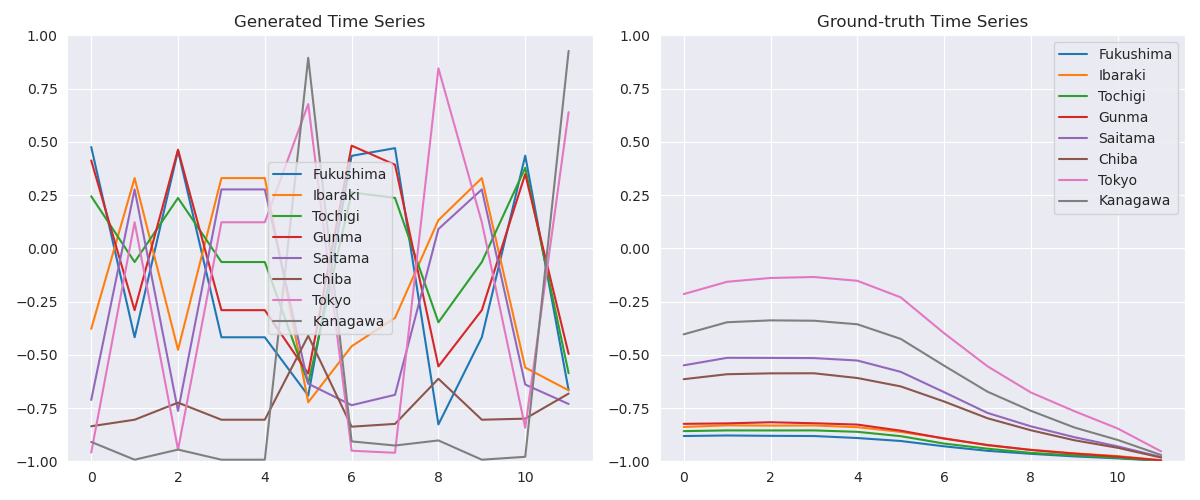 Generated Time Series
1.00
0.75
0.50
0.25
0.00
−0.25
−0.50
−0.75
−1.00
0 2 4 6 8 10
Fukushima
Ibaraki
Tochigi
Gunma
Saitama
Chiba
Tokyo
Kanagawa
Ground-truth Time Series
1.00
0.75
0.50
0.25
0.00
−0.25
−0.50
−0.75
−1.00
0 2 4 6 8 10
Fukushima
Ibaraki
Tochigi
Gunma
Saitama
Chiba
Tokyo
Kanagawa